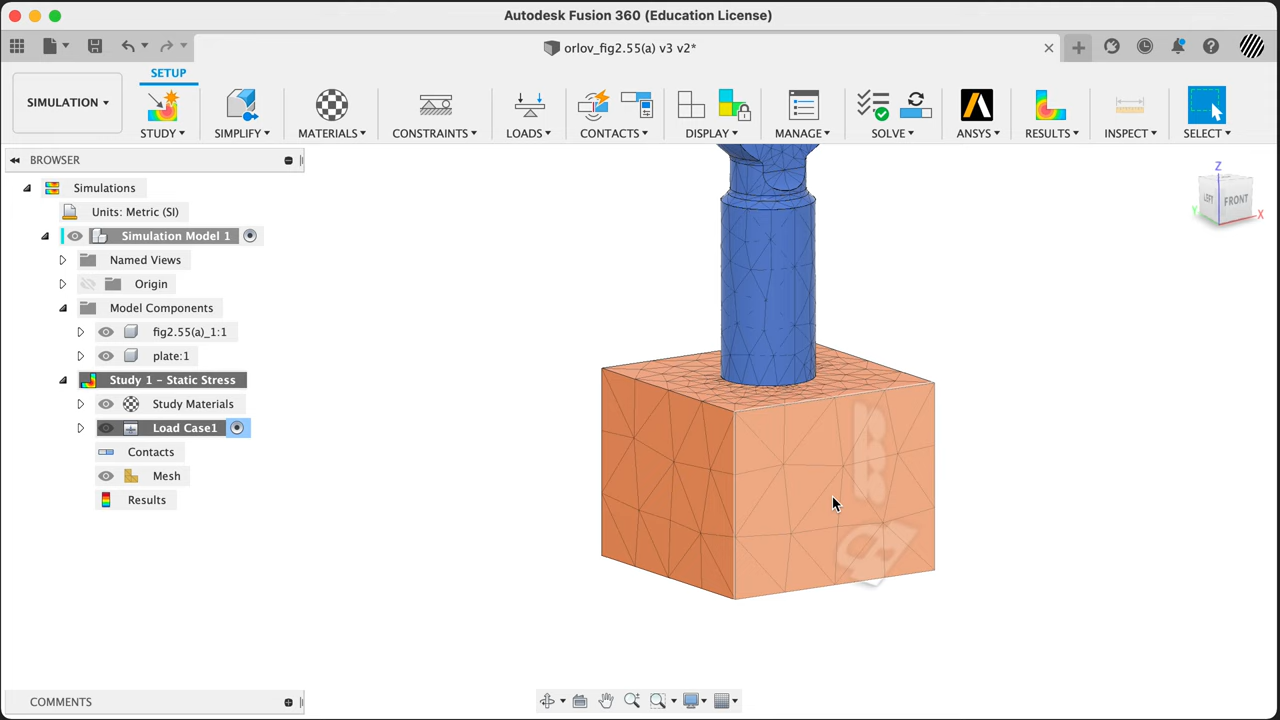 Autodesk Fusion 360 (Education License)
orlov_fig2.55(a) v3 v2*
SETUP
SIMULATION
STUDY
SIMPLIFY
MATERIALS
CONSTRAINTS
LOADS
CONTACTS
DISPLAY
MANAGE
SOLVE
ANSYS
RESULTS
INSPECT
SELECT
BROWSER
Simulations
Units: Metric (SI)
Simulation Model 1
Named Views
Origin
Model Components
fig2.55(a)_1:1
plate:1
Study 1 - Static Stress
Study Materials
Load Case1
Contacts
Mesh
Results
Z
LEFT
FRONT
Y
X
COMMENTS